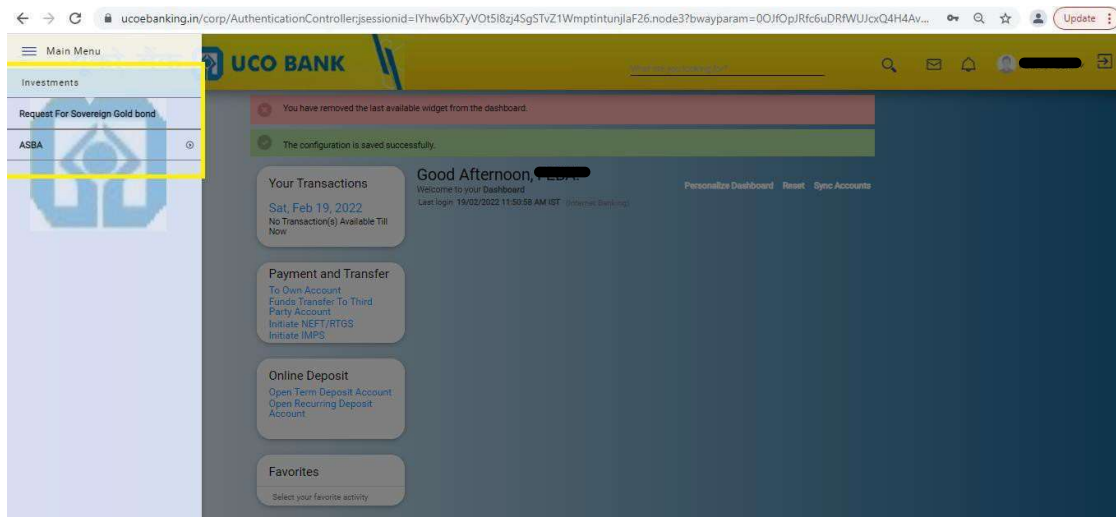 ucoebanking.in/corp/AuthenticationController;jsessionid=IYhw6bX7yVOt5I8zj4SgSTvZ1WmptintunjlaF26.node3?bwayparam=0OJfOpJRfc6uDRfWUJcxQ4H4Av...
Update
Main Menu
UCO BANK
Investments
Request For Sovereign Gold bond
ASBA
You have removed the last available widget from the dashboard.
The configuration is saved successfully.
Your Transactions
Sat, Feb 19, 2022
No Transaction(s) Available Till
Now
Good Afternoon,
Welcome to your Dashboard
Last login 19/02/2022 11:50:58 AM IST (Internet Banking)
Personalize Dashboard Reset Sync Accounts
Payment and Transfer
To Own Account
Funds Transfer To Third
Party Account
Initiate NEFT/RTGS
Initiate IMPS
Online Deposit
Open Term Deposit Account
Open Recurring Deposit
Account
Favorites
Select your favorite activity